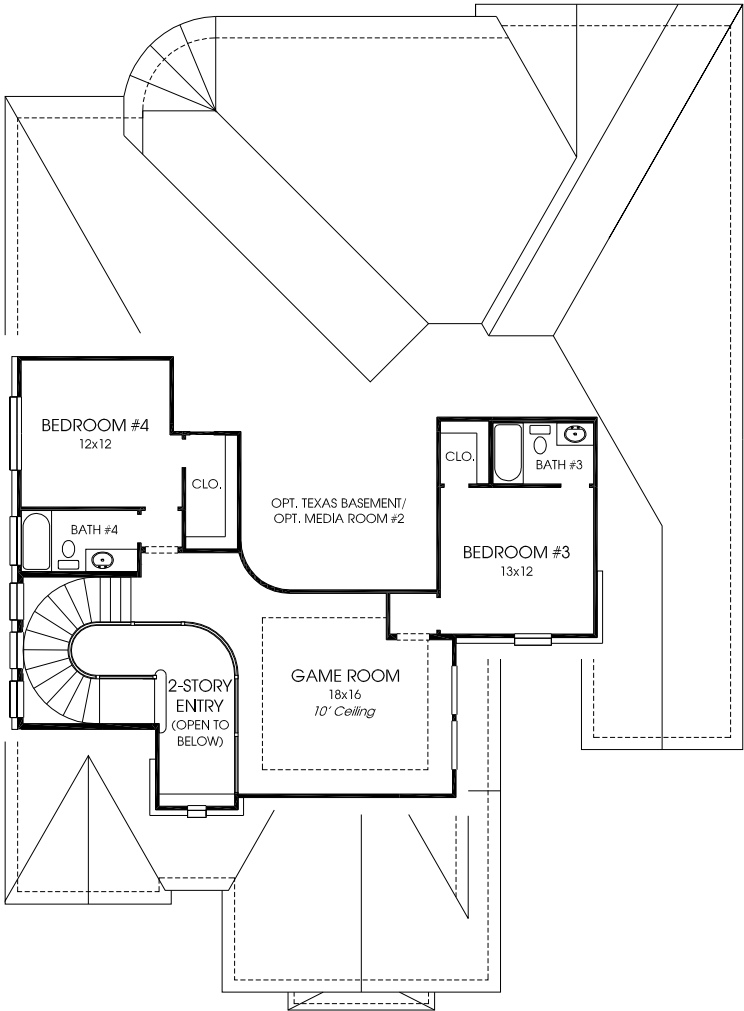 BEDROOM #4
12x12
CLO.
BATH #4
OPT. TEXAS BASEMENT/
OPT. MEDIA ROOM #2
CLO.
BATH #3
BEDROOM #3
13x12
GAME ROOM
18x16
10' Ceiling
2-STORY
ENTRY
(OPEN TO
BELOW)